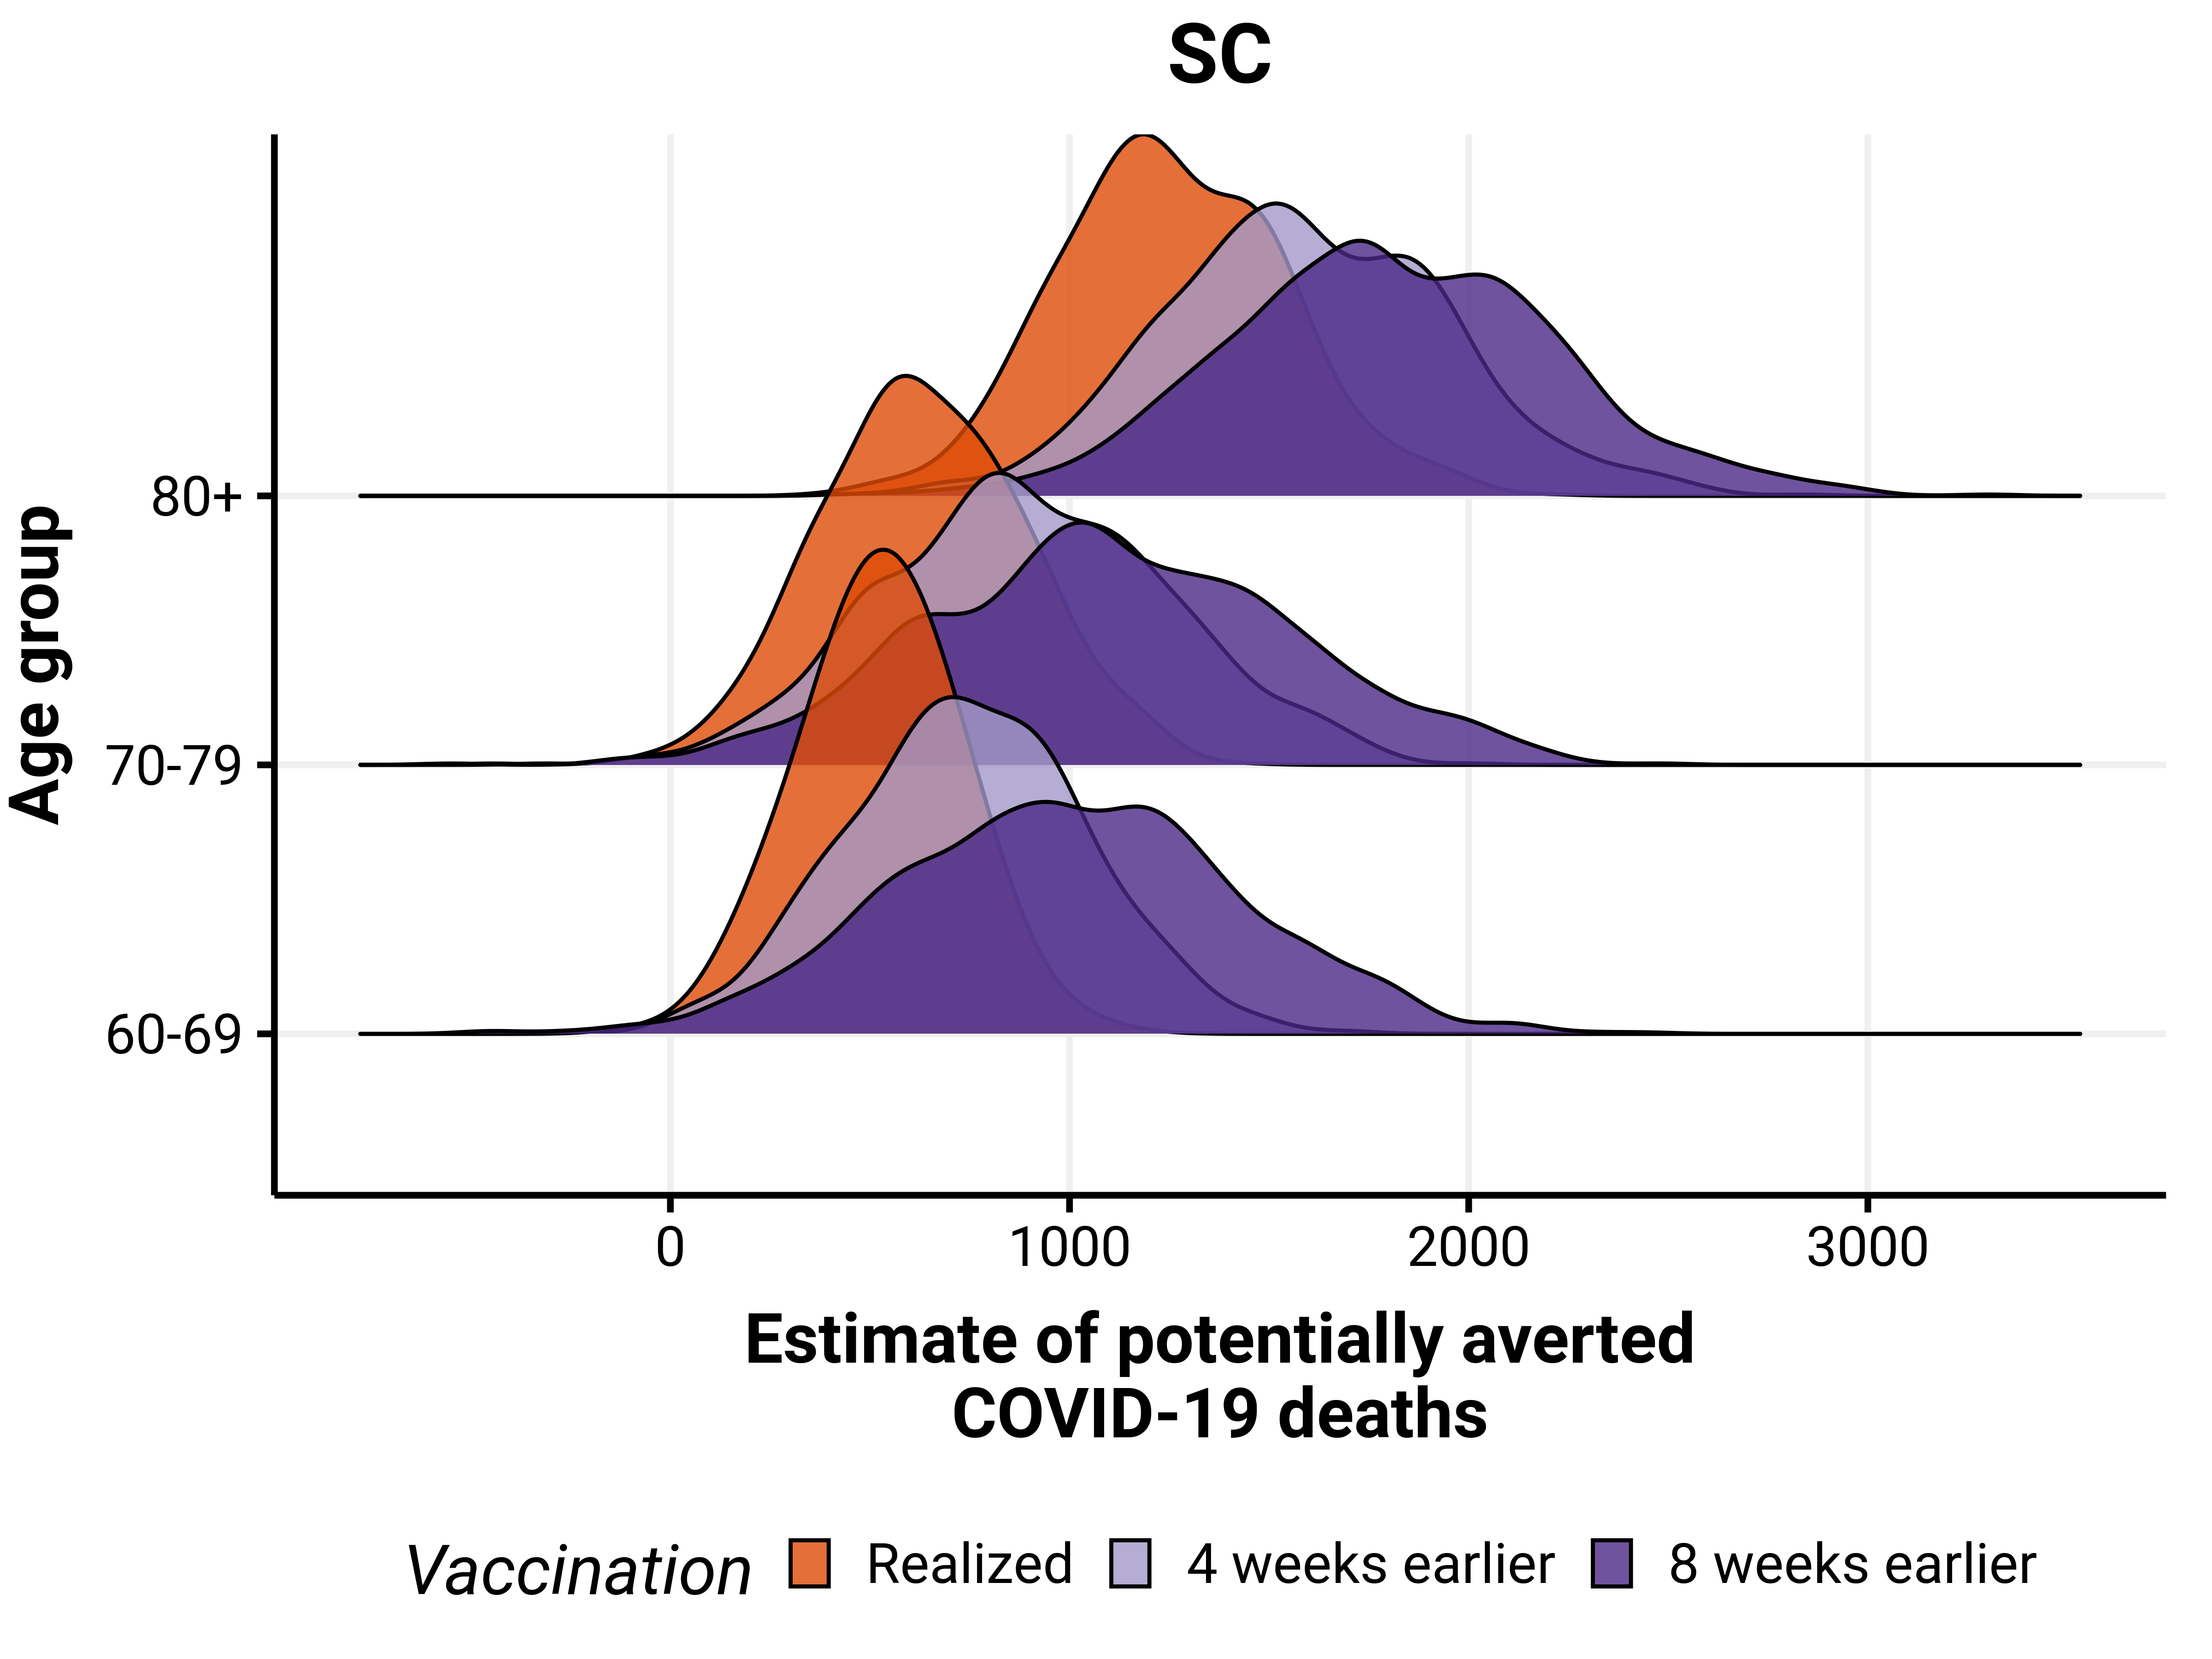 SC
Age group
80+
70-79
60-69
0 1000 2000 3000
Estimate of potentially averted
COVID-19 deaths
Vaccination Realized 4 weeks earlier 8 weeks earlier